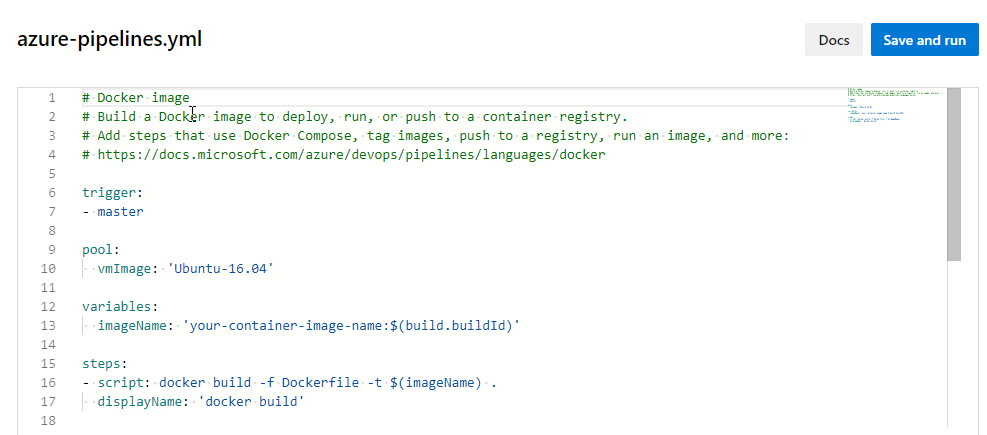 azure-pipelines.yml
Docs
Save and run
1 # Docker image
2 # Build a Docker image to deploy, run, or push to a container registry.
3 # Add steps that use Docker Compose, tag images, push to a registry, run an image, and more:
4 # https://docs.microsoft.com/azure/devops/pipelines/languages/docker
5
6 trigger:
7 - master
8
9 pool:
10   vmImage: 'Ubuntu-16.04'
11
12 variables:
13   imageName: 'your-container-image-name:$(build.buildId)'
14
15 steps:
16 - script: docker build -f Dockerfile -t $(imageName) .
17   displayName: 'docker build'
18